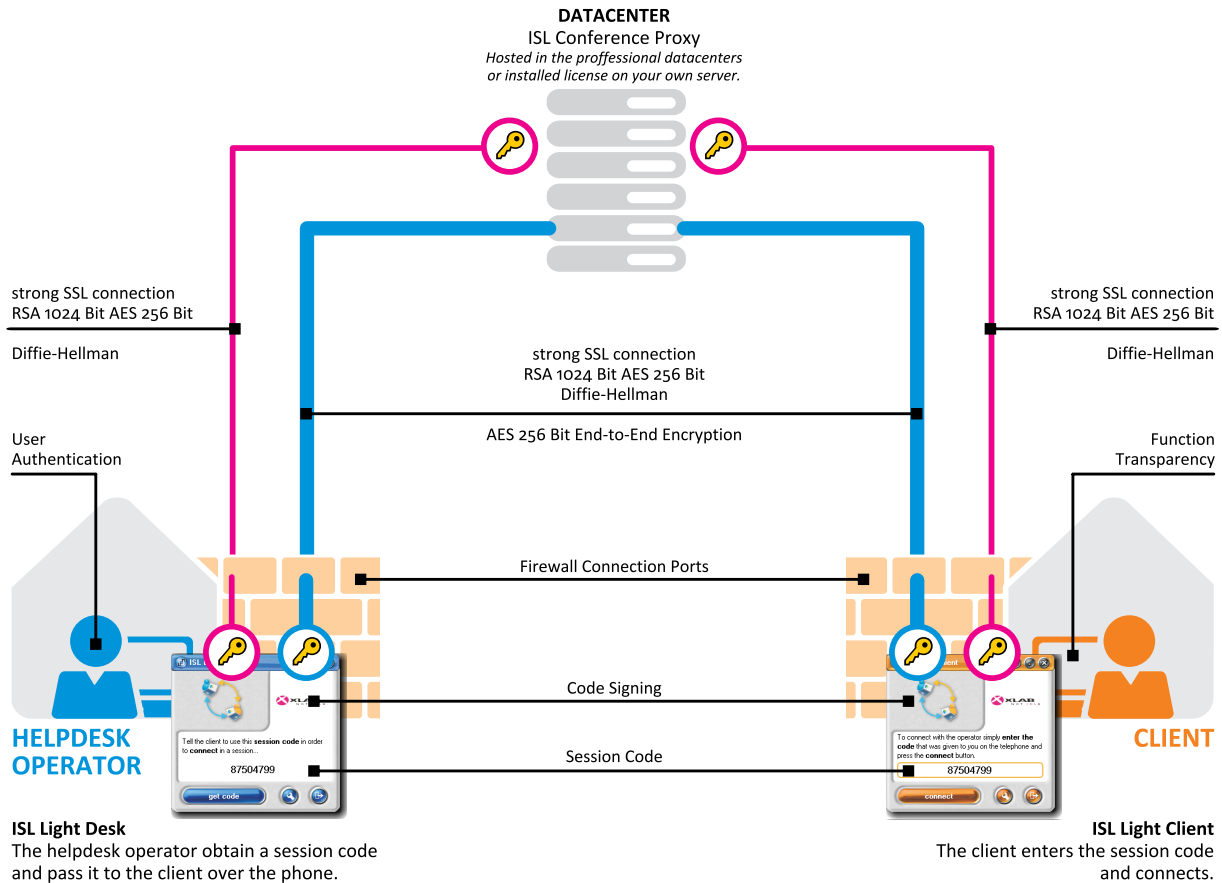 DATACENTER
ISL Conference Proxy
Hosted in the proffessional datacenters
or installed license on your own server.
strong SSL connection
RSA 1024 Bit AES 256 Bit
Diffie-Hellman
strong SSL connection
RSA 1024 Bit AES 256 Bit
Diffie-Hellman
strong SSL connection
RSA 1024 Bit AES 256 Bit
Diffie-Hellman
AES 256 Bit End-to-End Encryption
User
Authentication
Function
Transparency
Firewall Connection Ports
Code Signing
Session Code
HELPDESK
OPERATOR
ISL
XLAB
Tell the client to use this session code in order
to connect in a session...
87504799
get code
XLAB
To connect with the operator simply enter the
code that was given to you on the telephone and
press the connect button.
87504799
connect
CLIENT
ISL Light Desk
The helpdesk operator obtain a session code
and pass it to the client over the phone.
ISL Light Client
The client enters the session code
and connects.